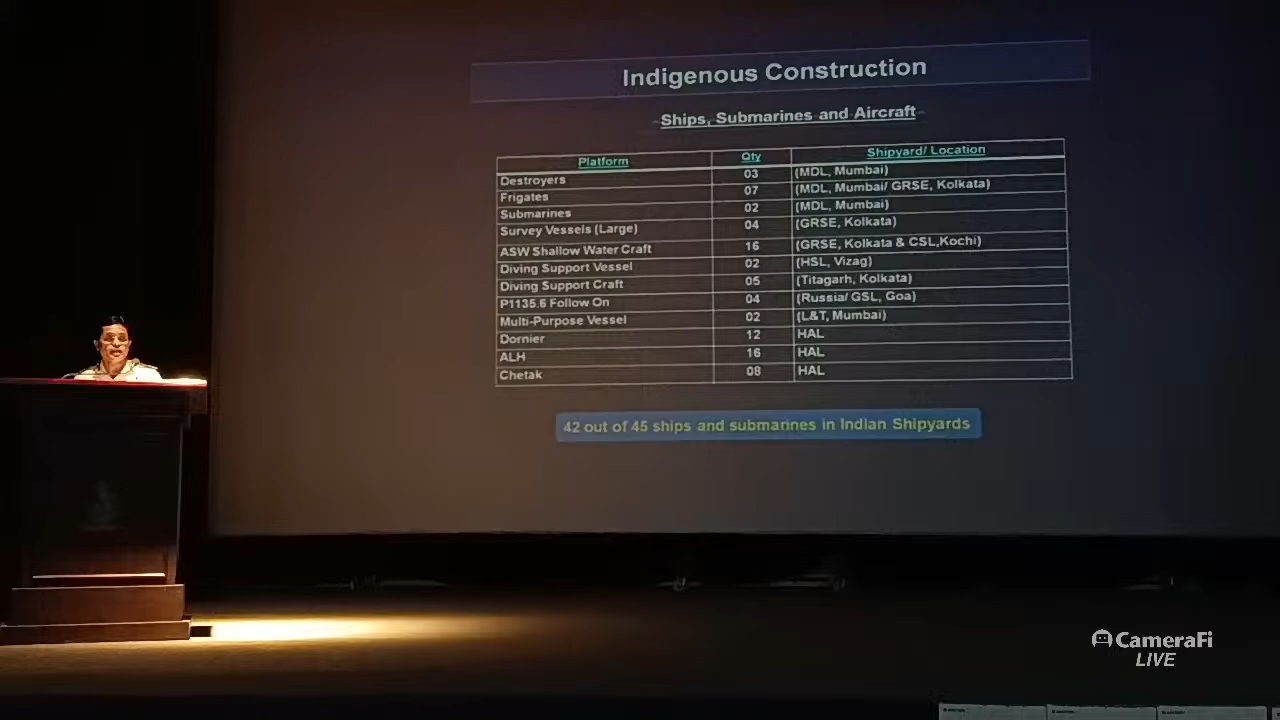 Indigenous Construction
Ships, Submarines and Aircraft
Platform Qty Shipyard/ Location
Destroyers 03 (MDL, Mumbai)
Frigates 07 (MDL, Mumbai/ GRSE, Kolkata)
Submarines 02 (MDL, Mumbai)
Survey Vessels (Large) 04 (GRSE, Kolkata)
ASW Shallow Water Craft 16 (GRSE, Kolkata & CSL,Kochi)
Diving Support Vessel 02 (HSL, Vizag)
Diving Support Craft 05 (Titagarh, Kolkata)
P1135.6 Follow On 04 (Russia/ GSL, Goa)
Multi-Purpose Vessel 02 (L&T, Mumbai)
Dornier 12 HAL
ALH 16 HAL
Chetak 08 HAL
42 out of 45 ships and submarines in Indian Shipyards
CameraFi
LIVE